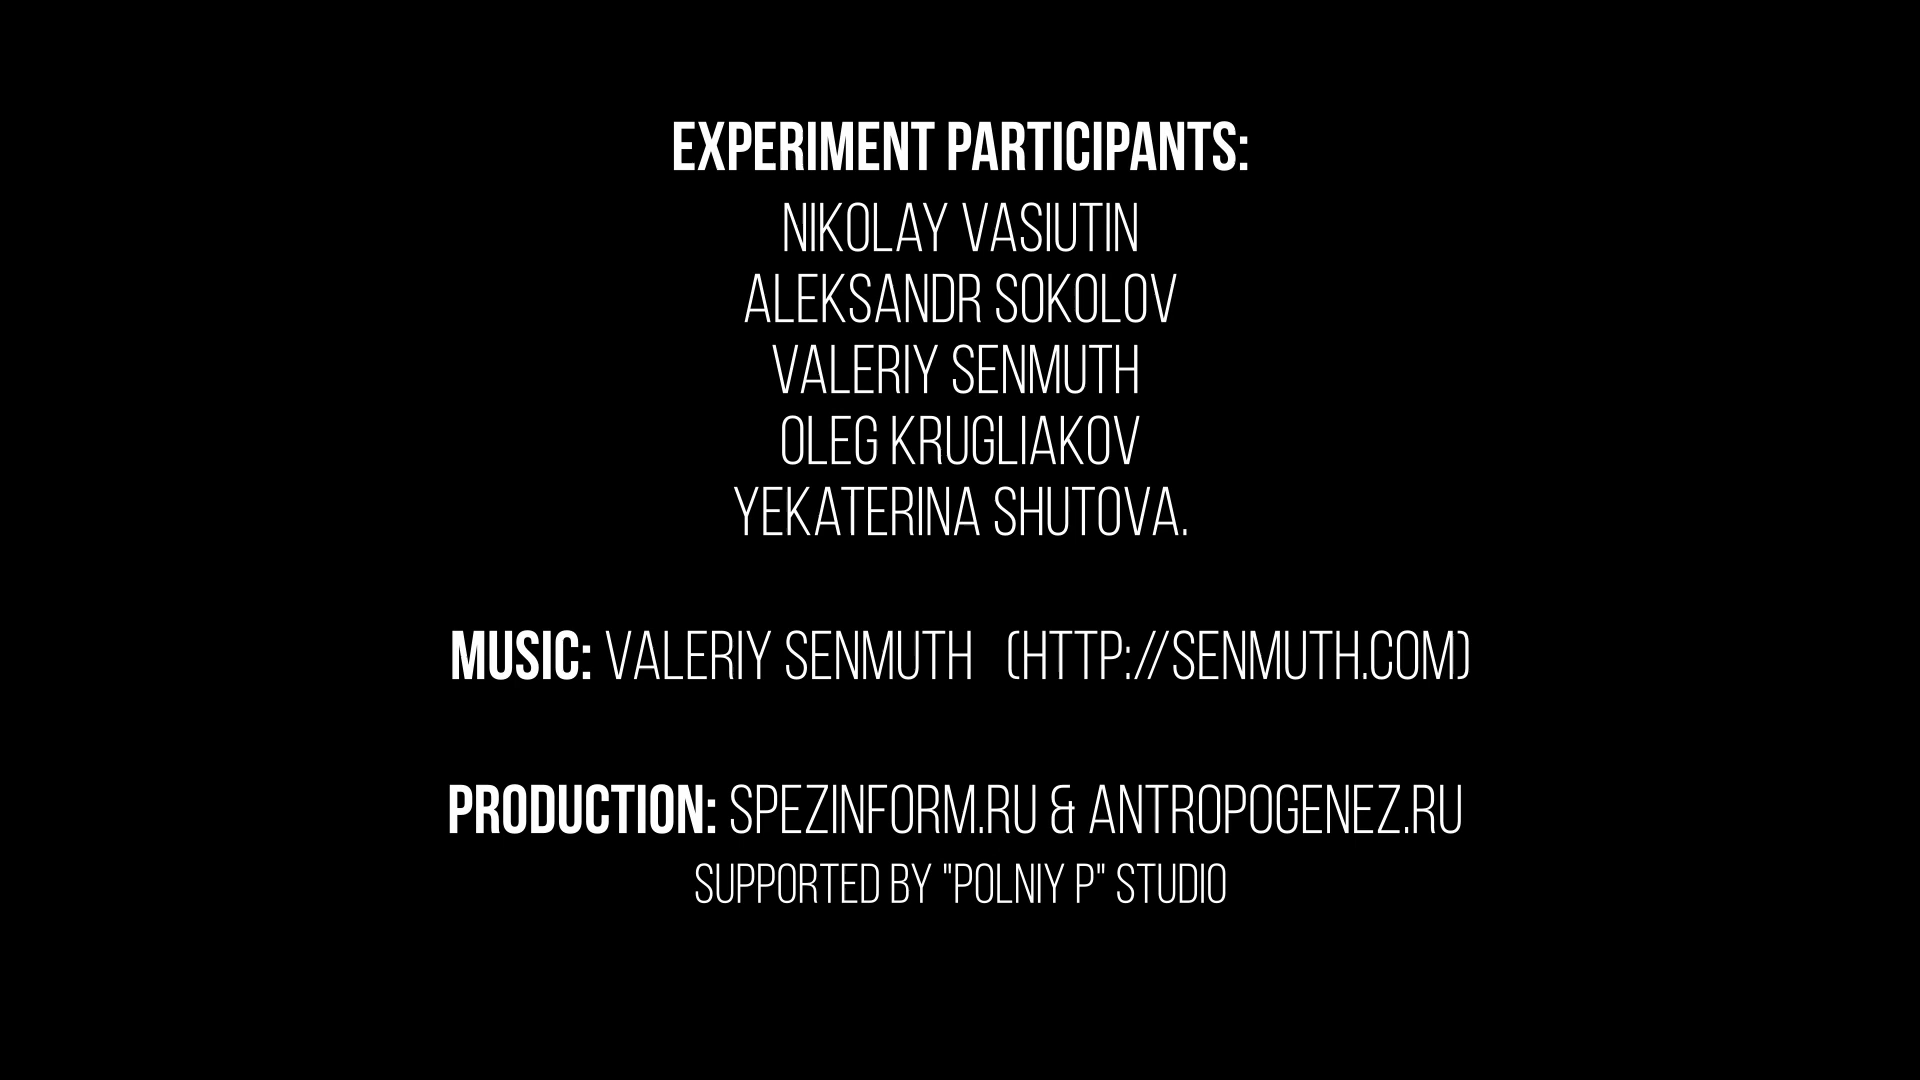 EXPERIMENT PARTICIPANTS:
NIKOLAY VASIUTIN
ALEKSANDR SOKOLOV
VALERIY SENMUTH
OLEG KRUGLIAKOV
YEKATERINA SHUTOVA.
MUSIC: VALERIY SENMUTH (HTTP://SENMUTH.COM)
PRODUCTION: SPEZINFORM.RU & ANTROPOGENEZ.RU
SUPPORTED BY "POLNIY P" STUDIO